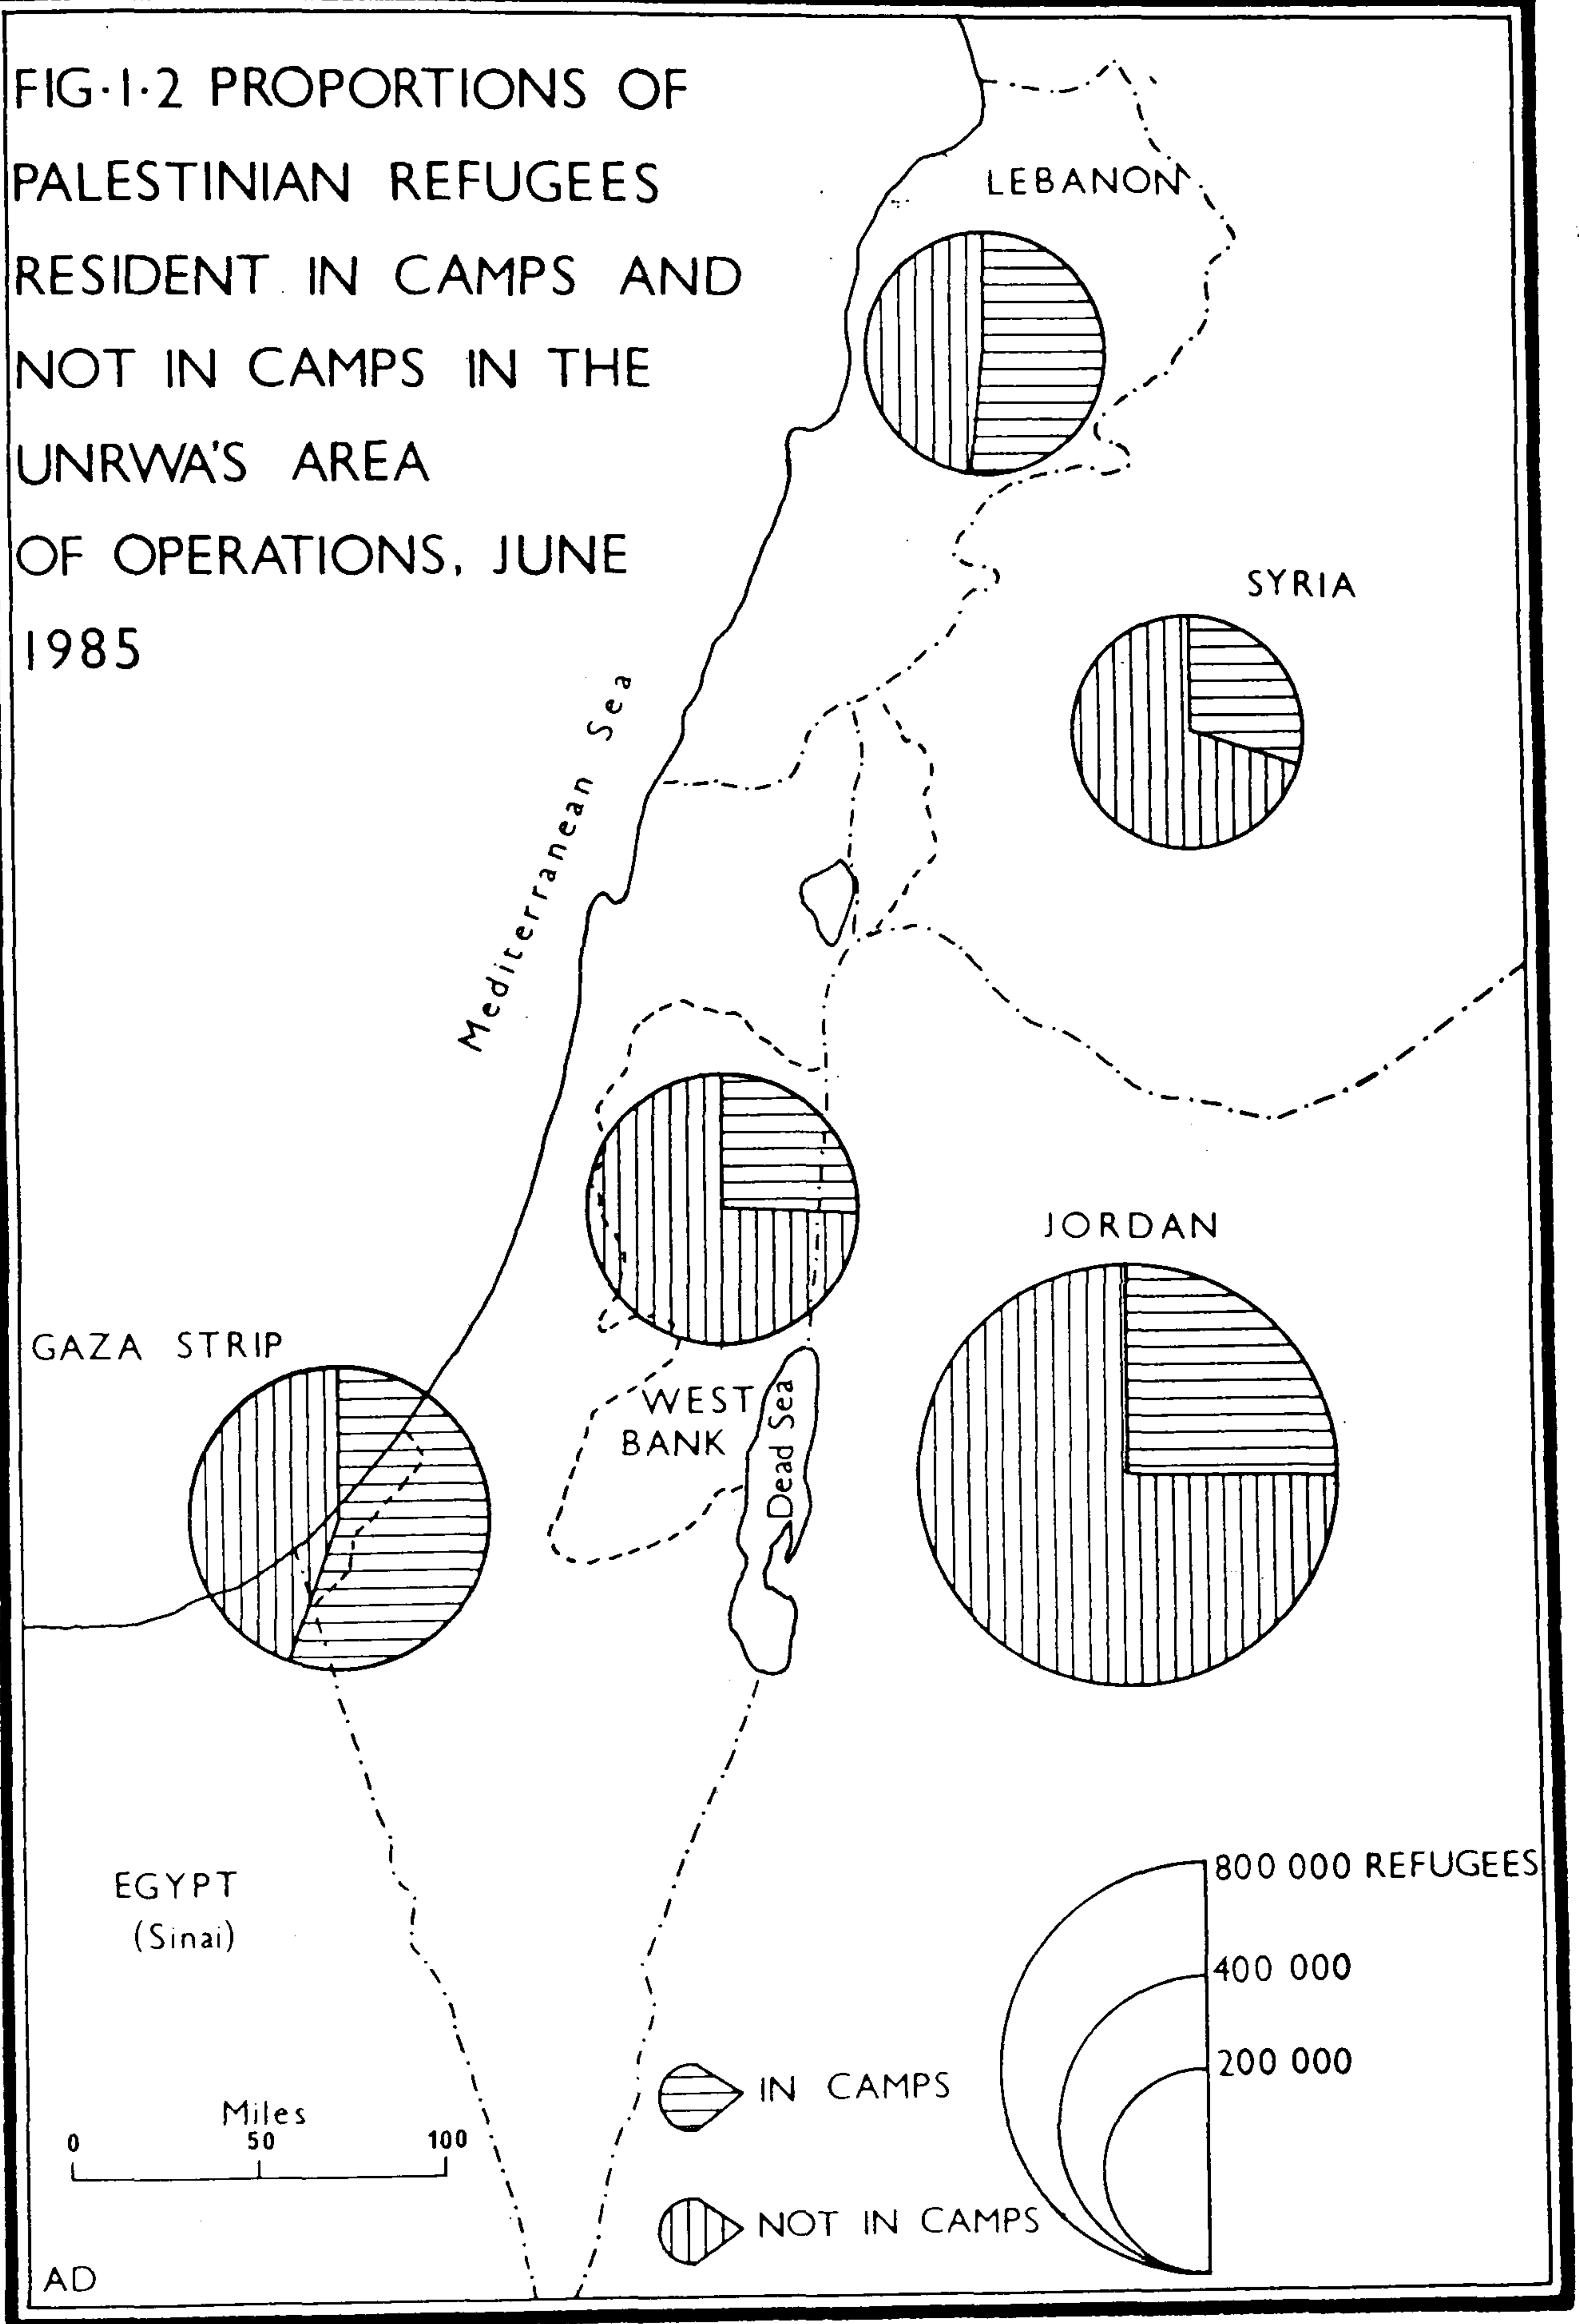 FIG·1·2 PROPORTIONS OF
PALESTINIAN REFUGEES
RESIDENT IN CAMPS AND
NOT IN CAMPS IN THE
UNRWA'S AREA
OF OPERATIONS, JUNE
1985
LEBANON
SYRIA
Mediterranean Sea
JORDAN
GAZA STRIP
WEST
BANK
Dead Sea
EGYPT
(Sinai)
800 000 REFUGEES
400 000
200 000
IN CAMPS
NOT IN CAMPS
Miles
0 50 100
AD